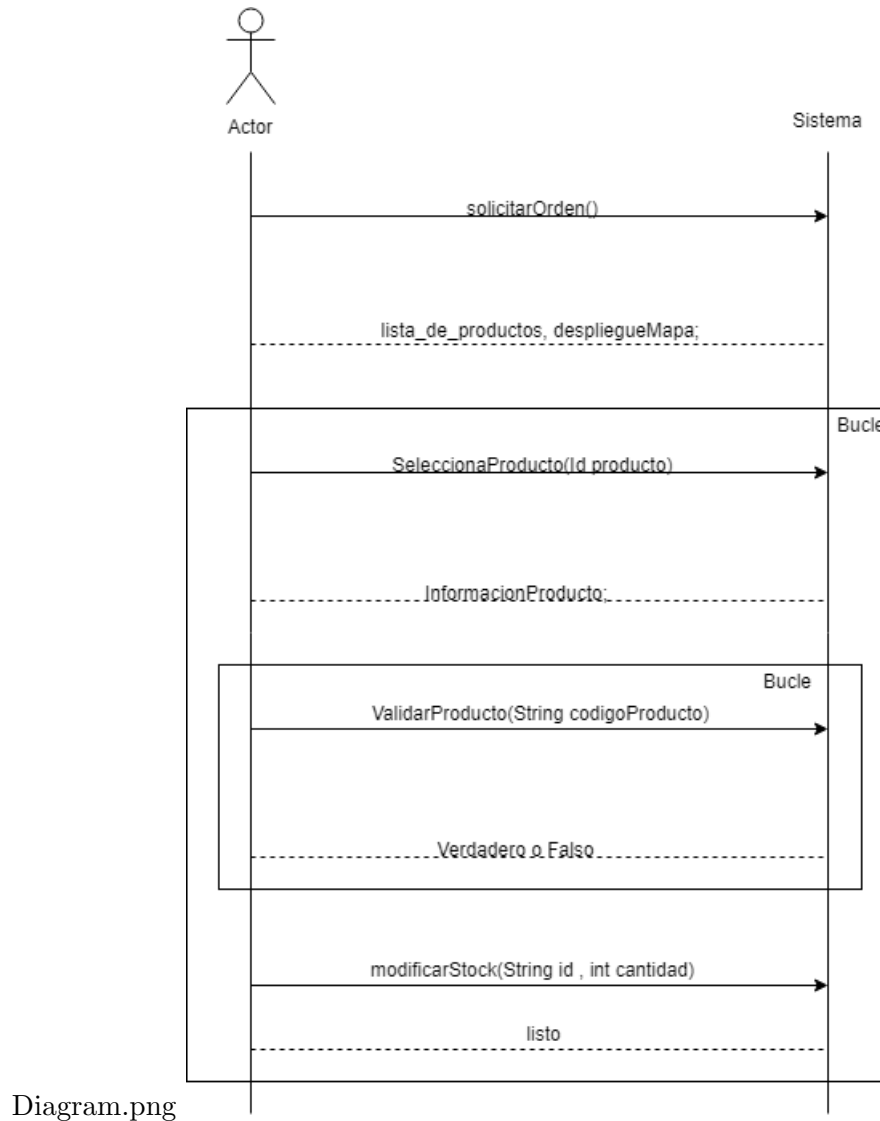 Actor
Sistema
solicitarOrden()
lista_de_productos, despliegueMapa;
Bucle
SeleccionaProducto(Id producto)
InformacionProducto;
Bucle
ValidarProducto(String codigoProducto)
Verdadero o Falso
modificarStock(String id , int cantidad)
listo
Diagram.png